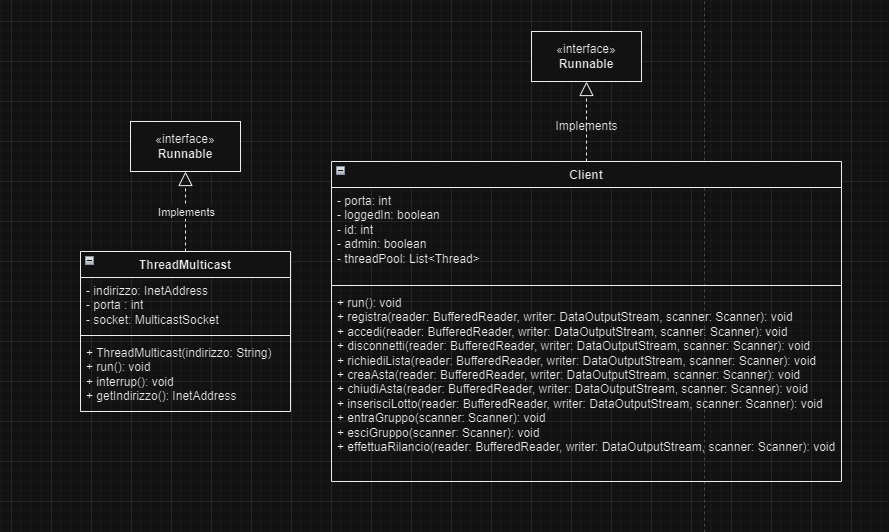 «interface»
Runnable
Implements
ThreadMulticast
- indirizzo: InetAddress
- porta : int
- socket: MulticastSocket
+ ThreadMulticast(indirizzo: String)
+ run(): void
+ interrup(): void
+ getIndirizzo(): InetAddress
«interface»
Runnable
Implements
Client
- porta: int
- loggedIn: boolean
- id: int
- admin: boolean
- threadPool: List<Thread>
+ run(): void
+ registra(reader: BufferedReader, writer: DataOutputStream, scanner: Scanner): void
+ accedi(reader: BufferedReader, writer: DataOutputStream, scanner: Scanner): void
+ disconnetti(reader: BufferedReader, writer: DataOutputStream, scanner: Scanner): void
+ richiediLista(reader: BufferedReader, writer: DataOutputStream, scanner: Scanner): void
+ creaAsta(reader: BufferedReader, writer: DataOutputStream, scanner: Scanner): void
+ chiudiAsta(reader: BufferedReader, writer: DataOutputStream, scanner: Scanner): void
+ inserisciLotto(reader: BufferedReader, writer: DataOutputStream, scanner: Scanner): void
+ entraGruppo(scanner: Scanner): void
+ esciGruppo(scanner: Scanner): void
+ effettuaRilancio(reader: BufferedReader, writer: DataOutputStream, scanner: Scanner): void